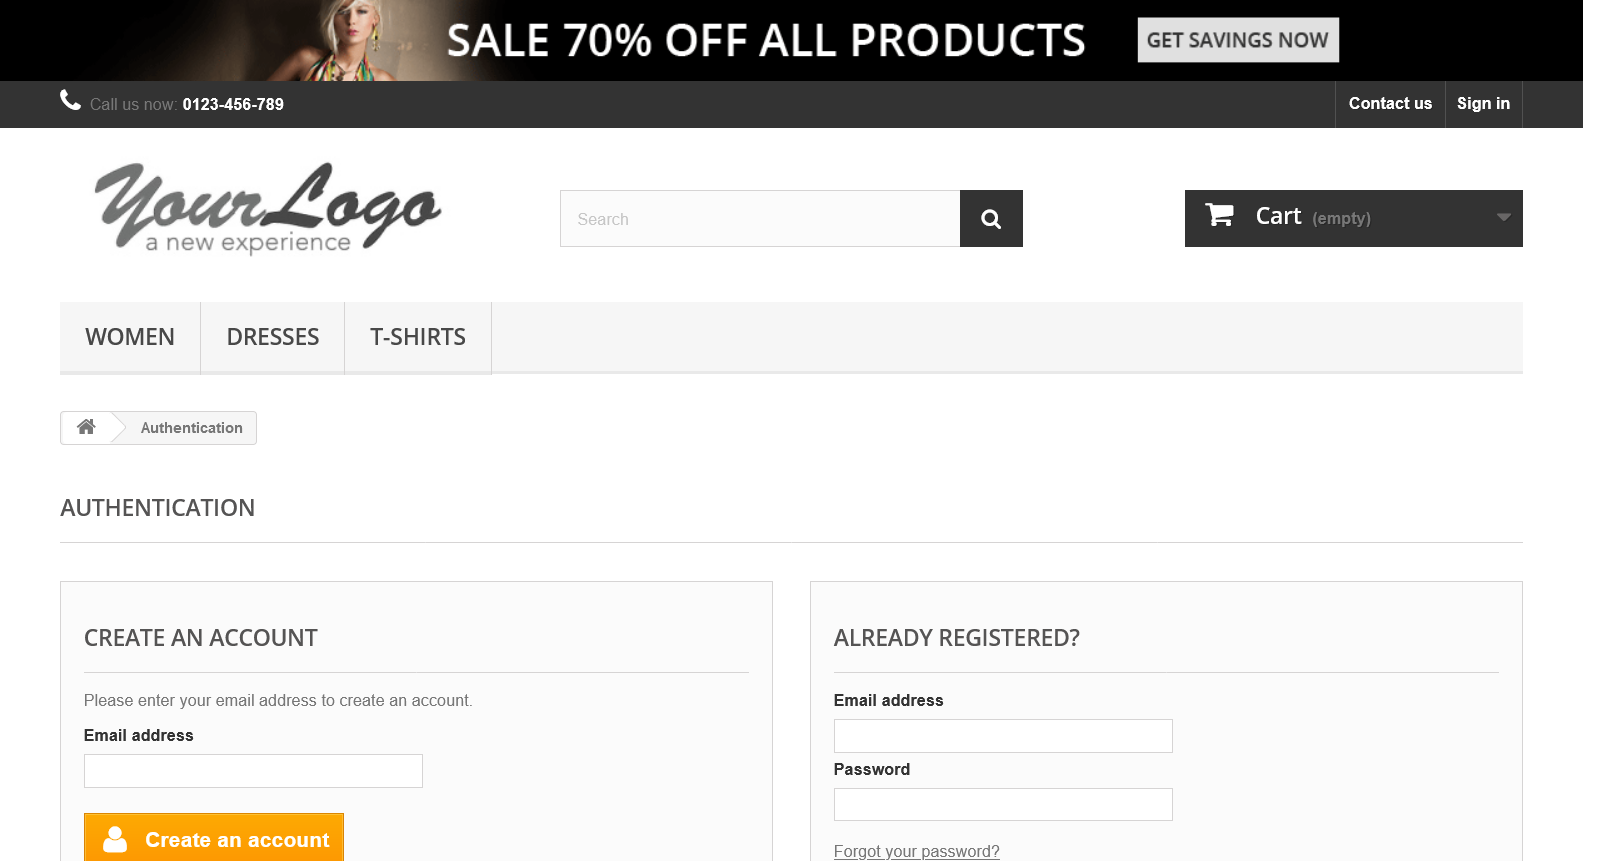 SALE 70% OFF ALL PRODUCTS GET SAVINGS NOW
Call us now: 0123-456-789 Contact us Sign in
YourLogo
a new experience
Search
Cart (empty)
WOMEN DRESSES T-SHIRTS
Authentication
AUTHENTICATION
CREATE AN ACCOUNT
Please enter your email address to create an account.
Email address
Create an account
ALREADY REGISTERED?
Email address
Password
Forgot your password?